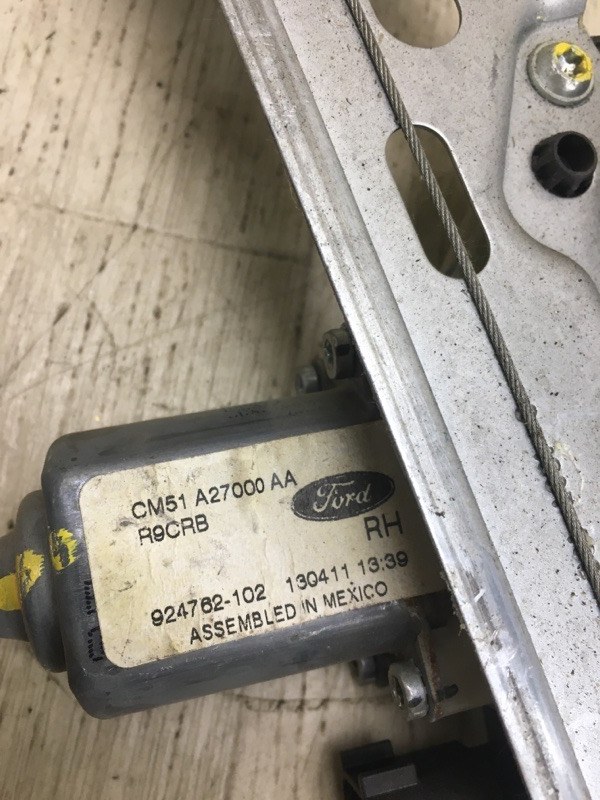 CM51 A27000 AA
R9CRB
Ford
RH
924762-102 130411 13:39
ASSEMBLED IN MEXICO